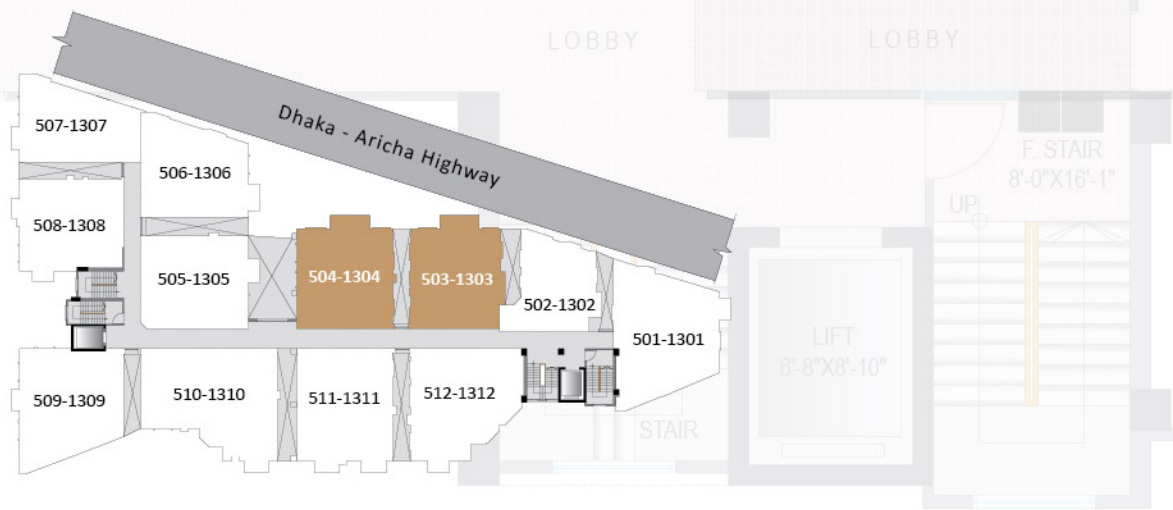 LOBBY
LOBBY
Dhaka - Aricha Highway
507-1307
506-1306
F. STAIR
8'-0"X16'-1"
UP
508-1308
505-1305
504-1304
503-1303
502-1302
501-1301
LIFT
6'-8"X8'-10"
509-1309
510-1310
511-1311
512-1312
STAIR